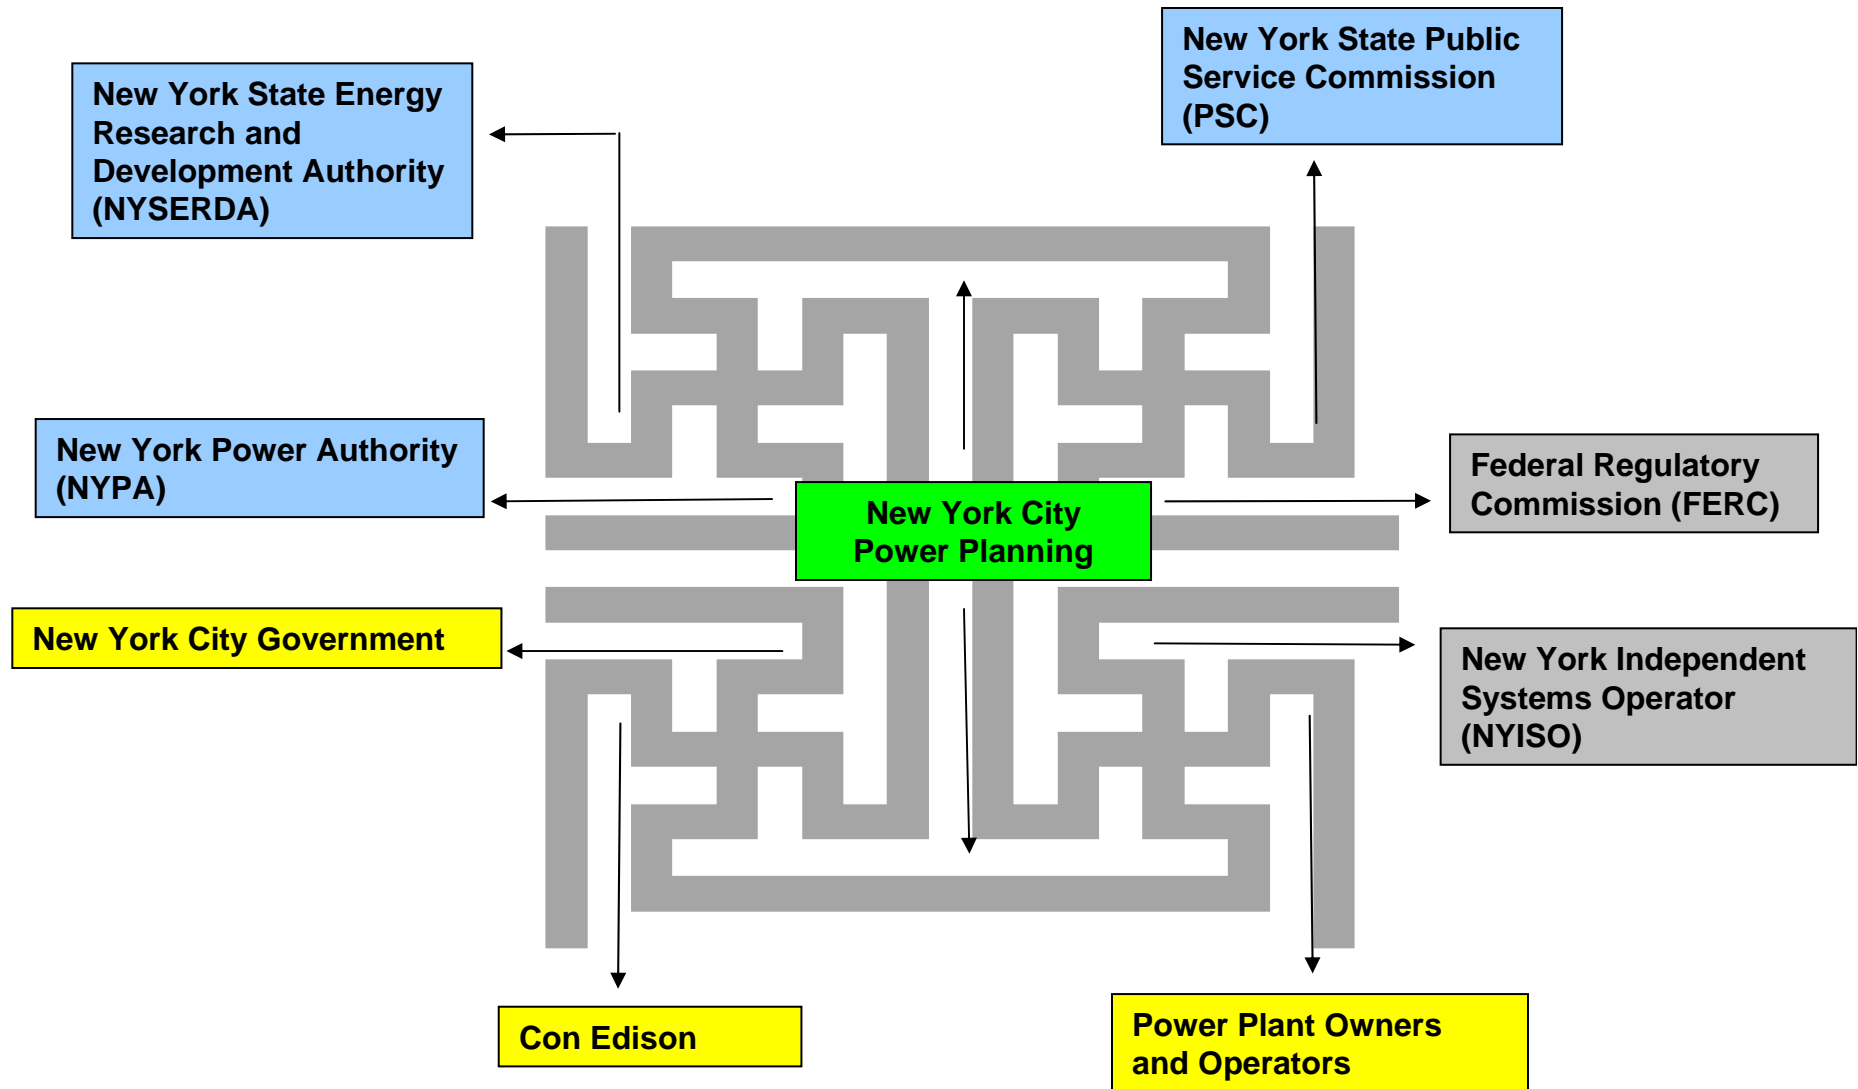 New York State Public
Service Commission
(PSC)
New York State Energy
Research and
Development Authority
(NYSERDA)
New York Power Authority
(NYPA)
Federal Regulatory
Commission (FERC)
New York City
Power Planning
New York City Government
New York Independent
Systems Operator
(NYISO)
Con Edison
Power Plant Owners
and Operators